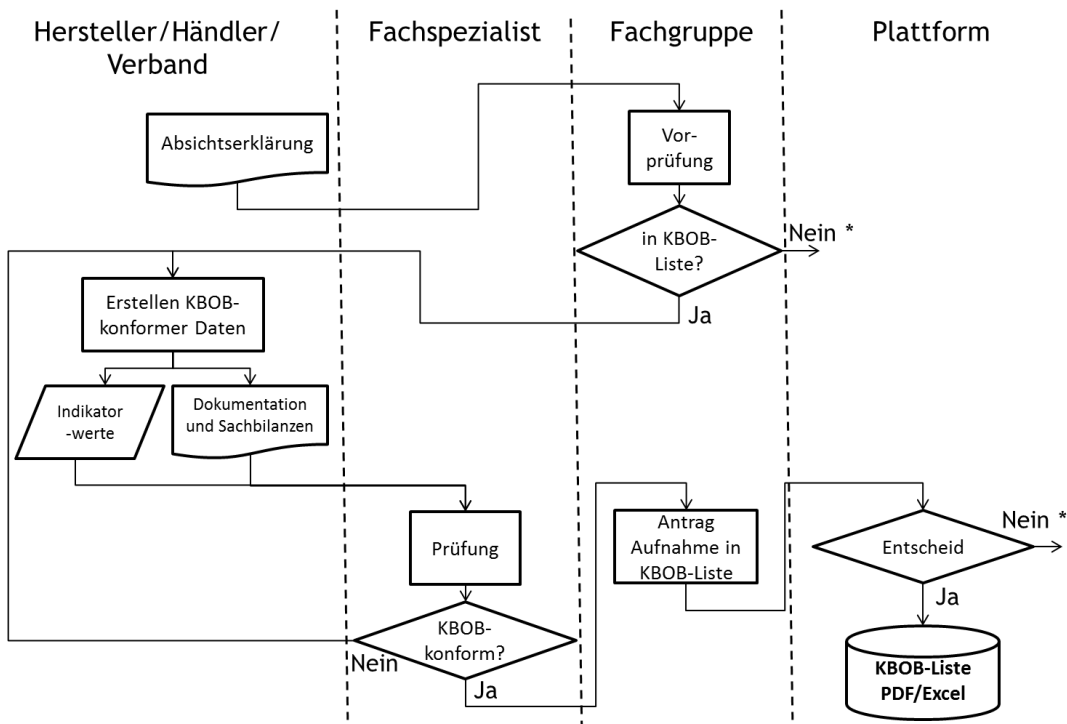 Hersteller/Händler/
Verband
Fachspezialist
Fachgruppe
Plattform
Absichtserklärung
Vor-
prüfung
in KBOB-
Liste?
Nein *
Ja
Erstellen KBOB-
konformer Daten
Indikator
-werte
Dokumentation
und Sachbilanzen
Prüfung
KBOB-
konform?
Nein
Ja
Antrag
Aufnahme in
KBOB-Liste
Entscheid
Nein *
Ja
KBOB-Liste
PDF/Excel